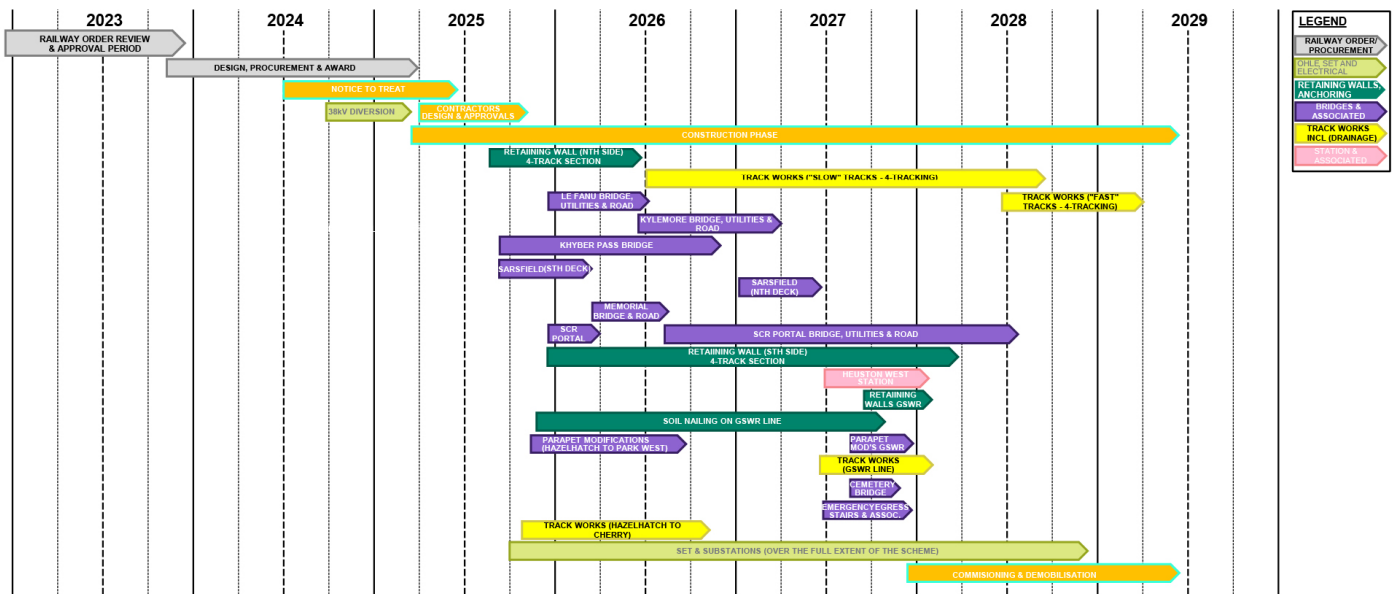 2023
2024
2025
2026
2027
2028
2029
LEGEND
RAILWAY ORDER/
PROCUREMENT
OHLE, SET AND
ELECTRICAL
RETAINING WALLS,
ANCHORING
BRIDGES &
ASSOCIATED
TRACK WORKS
INCL (DRAINAGE)
STATION &
ASSOCIATED
RAILWAY ORDER REVIEW
& APPROVAL PERIOD
DESIGN, PROCUREMENT & AWARD
NOTICE TO TREAT
38kV DIVERSION
CONTRACTORS
DESIGN & APPROVALS
CONSTRUCTION PHASE
RETAIINING WALL (NTH SIDE)
4-TRACK SECTION
TRACK WORKS ("SLOW" TRACKS - 4-TRACKING)
LE FANU BRIDGE,
UTILITIES & ROAD
TRACK WORKS ("FAST"
TRACKS - 4-TRACKING)
KYLEMORE BRIDGE, UTILITIES &
ROAD
KHYBER PASS BRIDGE
SARSFIELD(STH DECK)
SARSFIELD
(NTH DECK)
MEMORIAL
BRIDGE & ROAD
SCR
PORTAL
SCR PORTAL BRIDGE, UTILITIES & ROAD
RETAIINING WALL (STH SIDE)
4-TRACK SECTION
HEUSTON WEST
STATION
RETAIINING
WALLS GSWR
SOIL NAILING ON GSWR LINE
PARAPET MODIFICATIONS
(HAZELHATCH TO PARK WEST)
PARAPET
MOD'S GSWR
TRACK WORKS
(GSWR LINE)
CEMETERY
BRIDGE
EMERGENCYEGRESS
STAIRS & ASSOC.
TRACK WORKS (HAZELHATCH TO
CHERRY)
SET & SUBSTATIONS (OVER THE FULL EXTENT OF THE SCHEME)
COMMISIONING & DEMOBILISATION